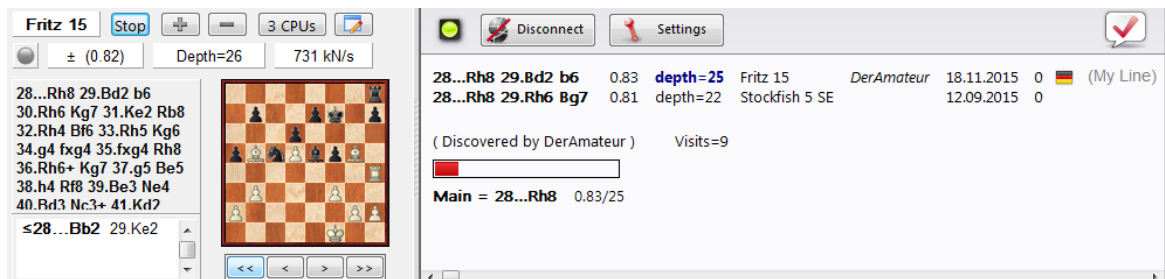 Fritz 15 Stop 3 CPUs
± (0.82) Depth=26 731 kN/s
28...Rh8 29.Bd2 b6
30.Rh6 Kg7 31.Ke2 Rb8
32.Rh4 Bf6 33.Rh5 Kg6
34.g4 fxg4 35.fxg4 Rh8
36.Rh6+ Kg7 37.g5 Be5
38.h4 Rf8 39.Be3 Ne4
40.Bd3 Nc3+ 41.Kd2
≤28...Bb2 29.Ke2
<< < > >>
Disconnect Settings
28...Rh8 29.Bd2 b6 0.83 depth=25 Fritz 15 DerAmateur 18.11.2015 0 (My Line)
28...Rh8 29.Rh6 Bg7 0.81 depth=22 Stockfish 5 SE 12.09.2015 0
( Discovered by DerAmateur ) Visits=9
Main = 28...Rh8 0.83/25